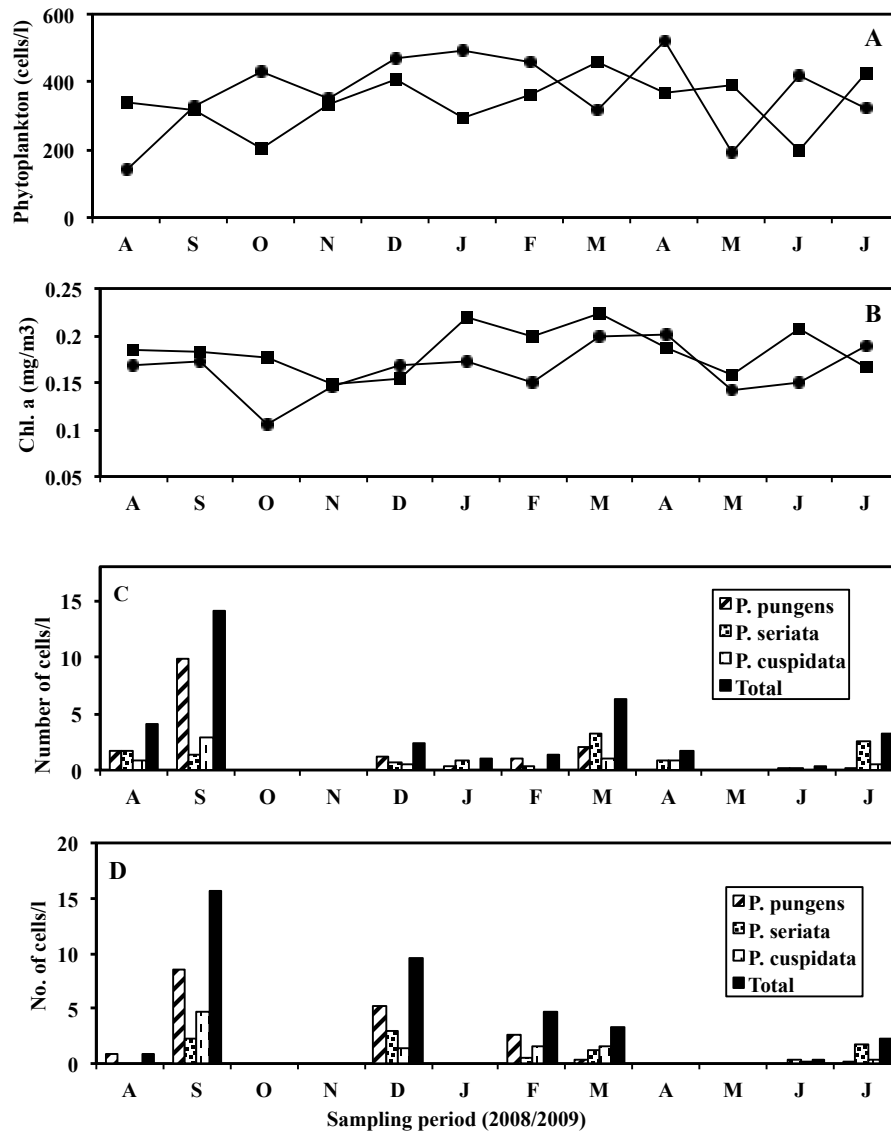 A
Phytoplankton (cells/l)
600
400
200
0
A S O N D J F M A M J J
B
Chl. a (mg/m3)
0.25
0.2
0.15
0.1
0.05
A S O N D J F M A M J J
C
Number of cells/l
15
10
5
0
P. pungens
P. seriata
P. cuspidata
Total
A S O N D J F M A M J J
D
No. of cells/l
20
15
10
5
0
P. pungens
P. seriata
P. cuspidata
Total
A S O N D J F M A M J J
Sampling period (2008/2009)